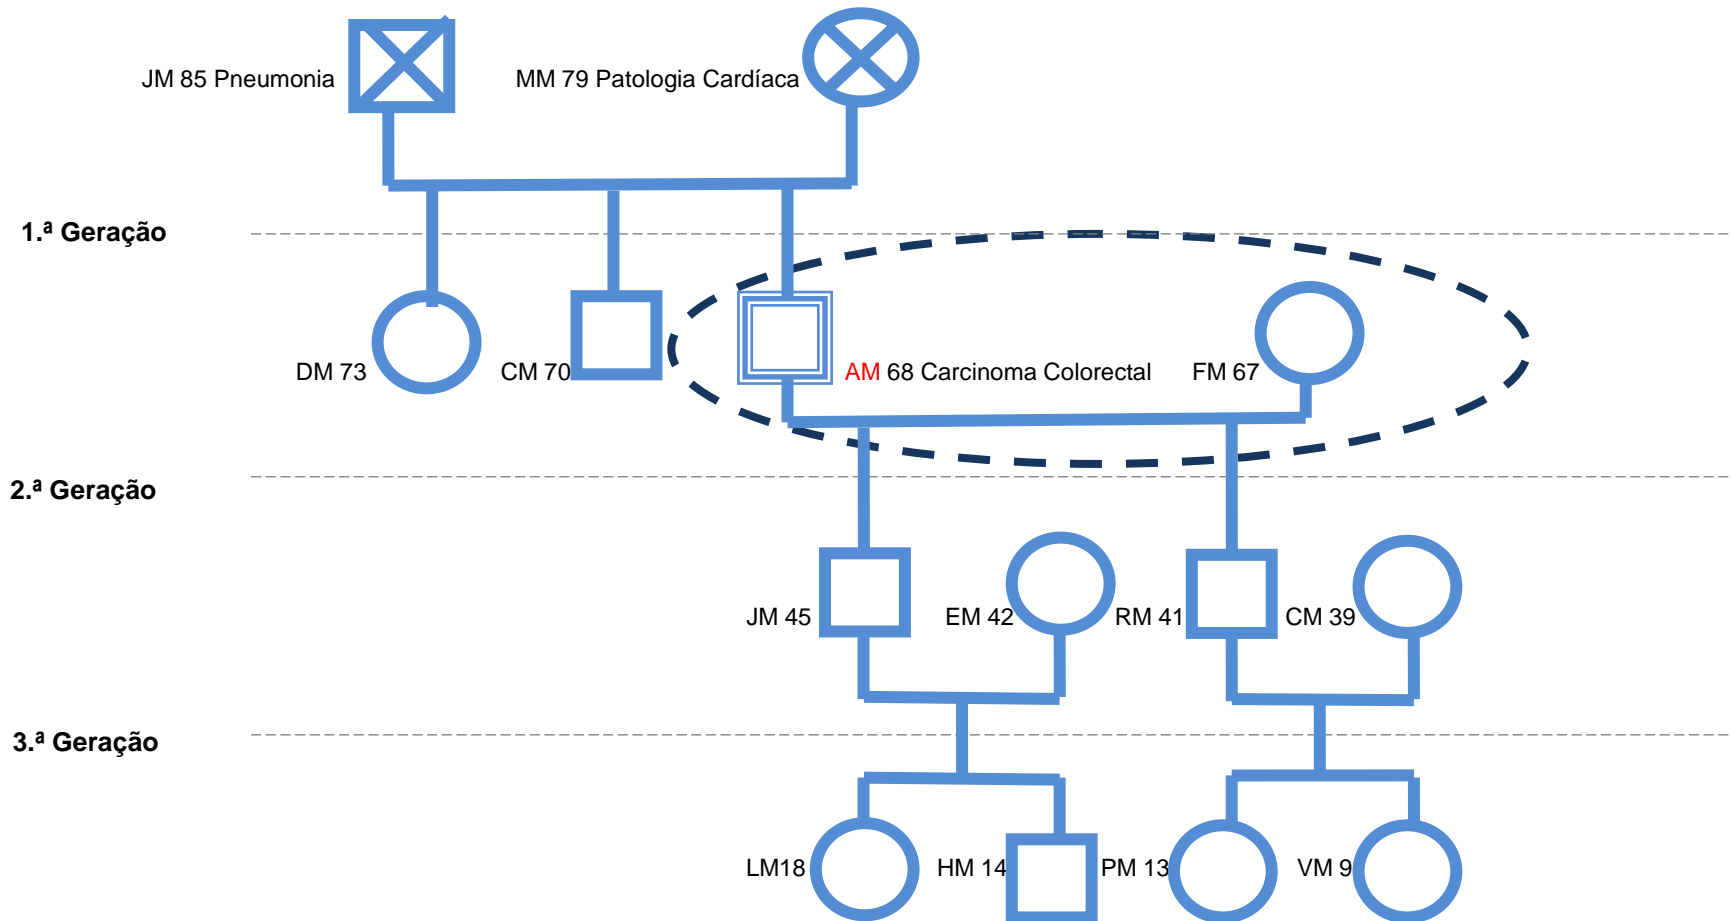 JM 85 Pneumonia
MM 79 Patologia Cardíaca
1.ª Geração
DM 73
CM 70
AM 68 Carcinoma Colorectal
FM 67
2.ª Geração
JM 45
EM 42
RM 41
CM 39
3.ª Geração
LM18
HM 14
PM 13
VM 9